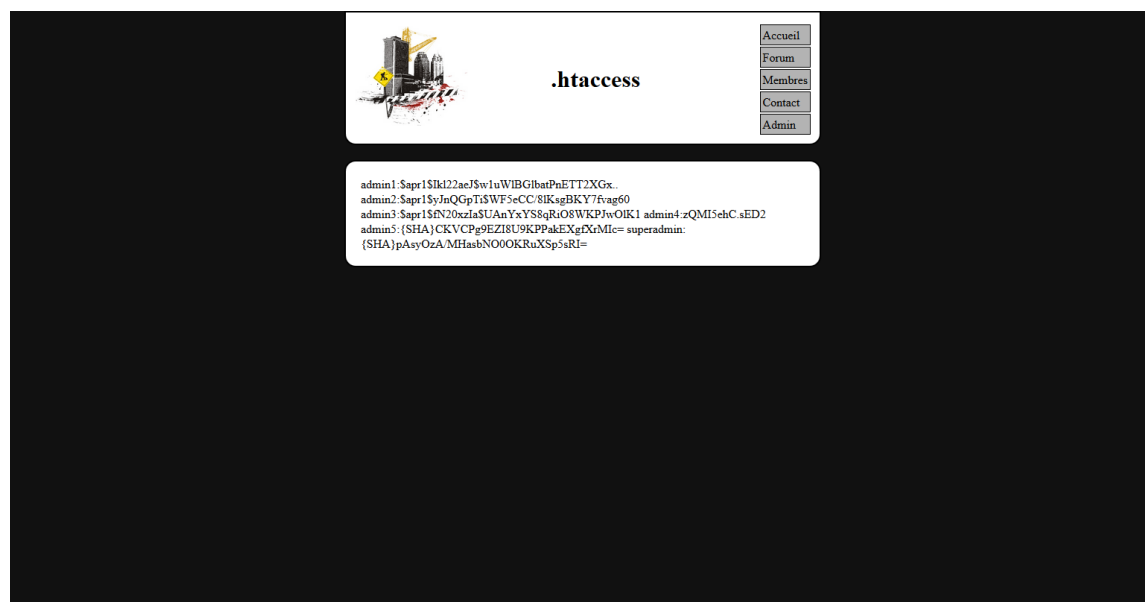 .htaccess
Accueil
Forum
Membres
Contact
Admin
admin1:$apr1$Ikl22aeJ$w1uWlBGlbatPnETT2XGx..
admin2:$apr1$yJnQGpTi$WF5eCC/8lKsgBKY7fvag60
admin3:$apr1$fN20xzIa$UAnYxYS8qRiO8WKPJwOlK1 admin4:zQMI5ehC.sED2
admin5:{SHA}CKVCPg9EZI8U9KPPakEXgfXrMIc= superadmin:
{SHA}pAsyOzA/MHasbNO0OKRuXSp5sRI=